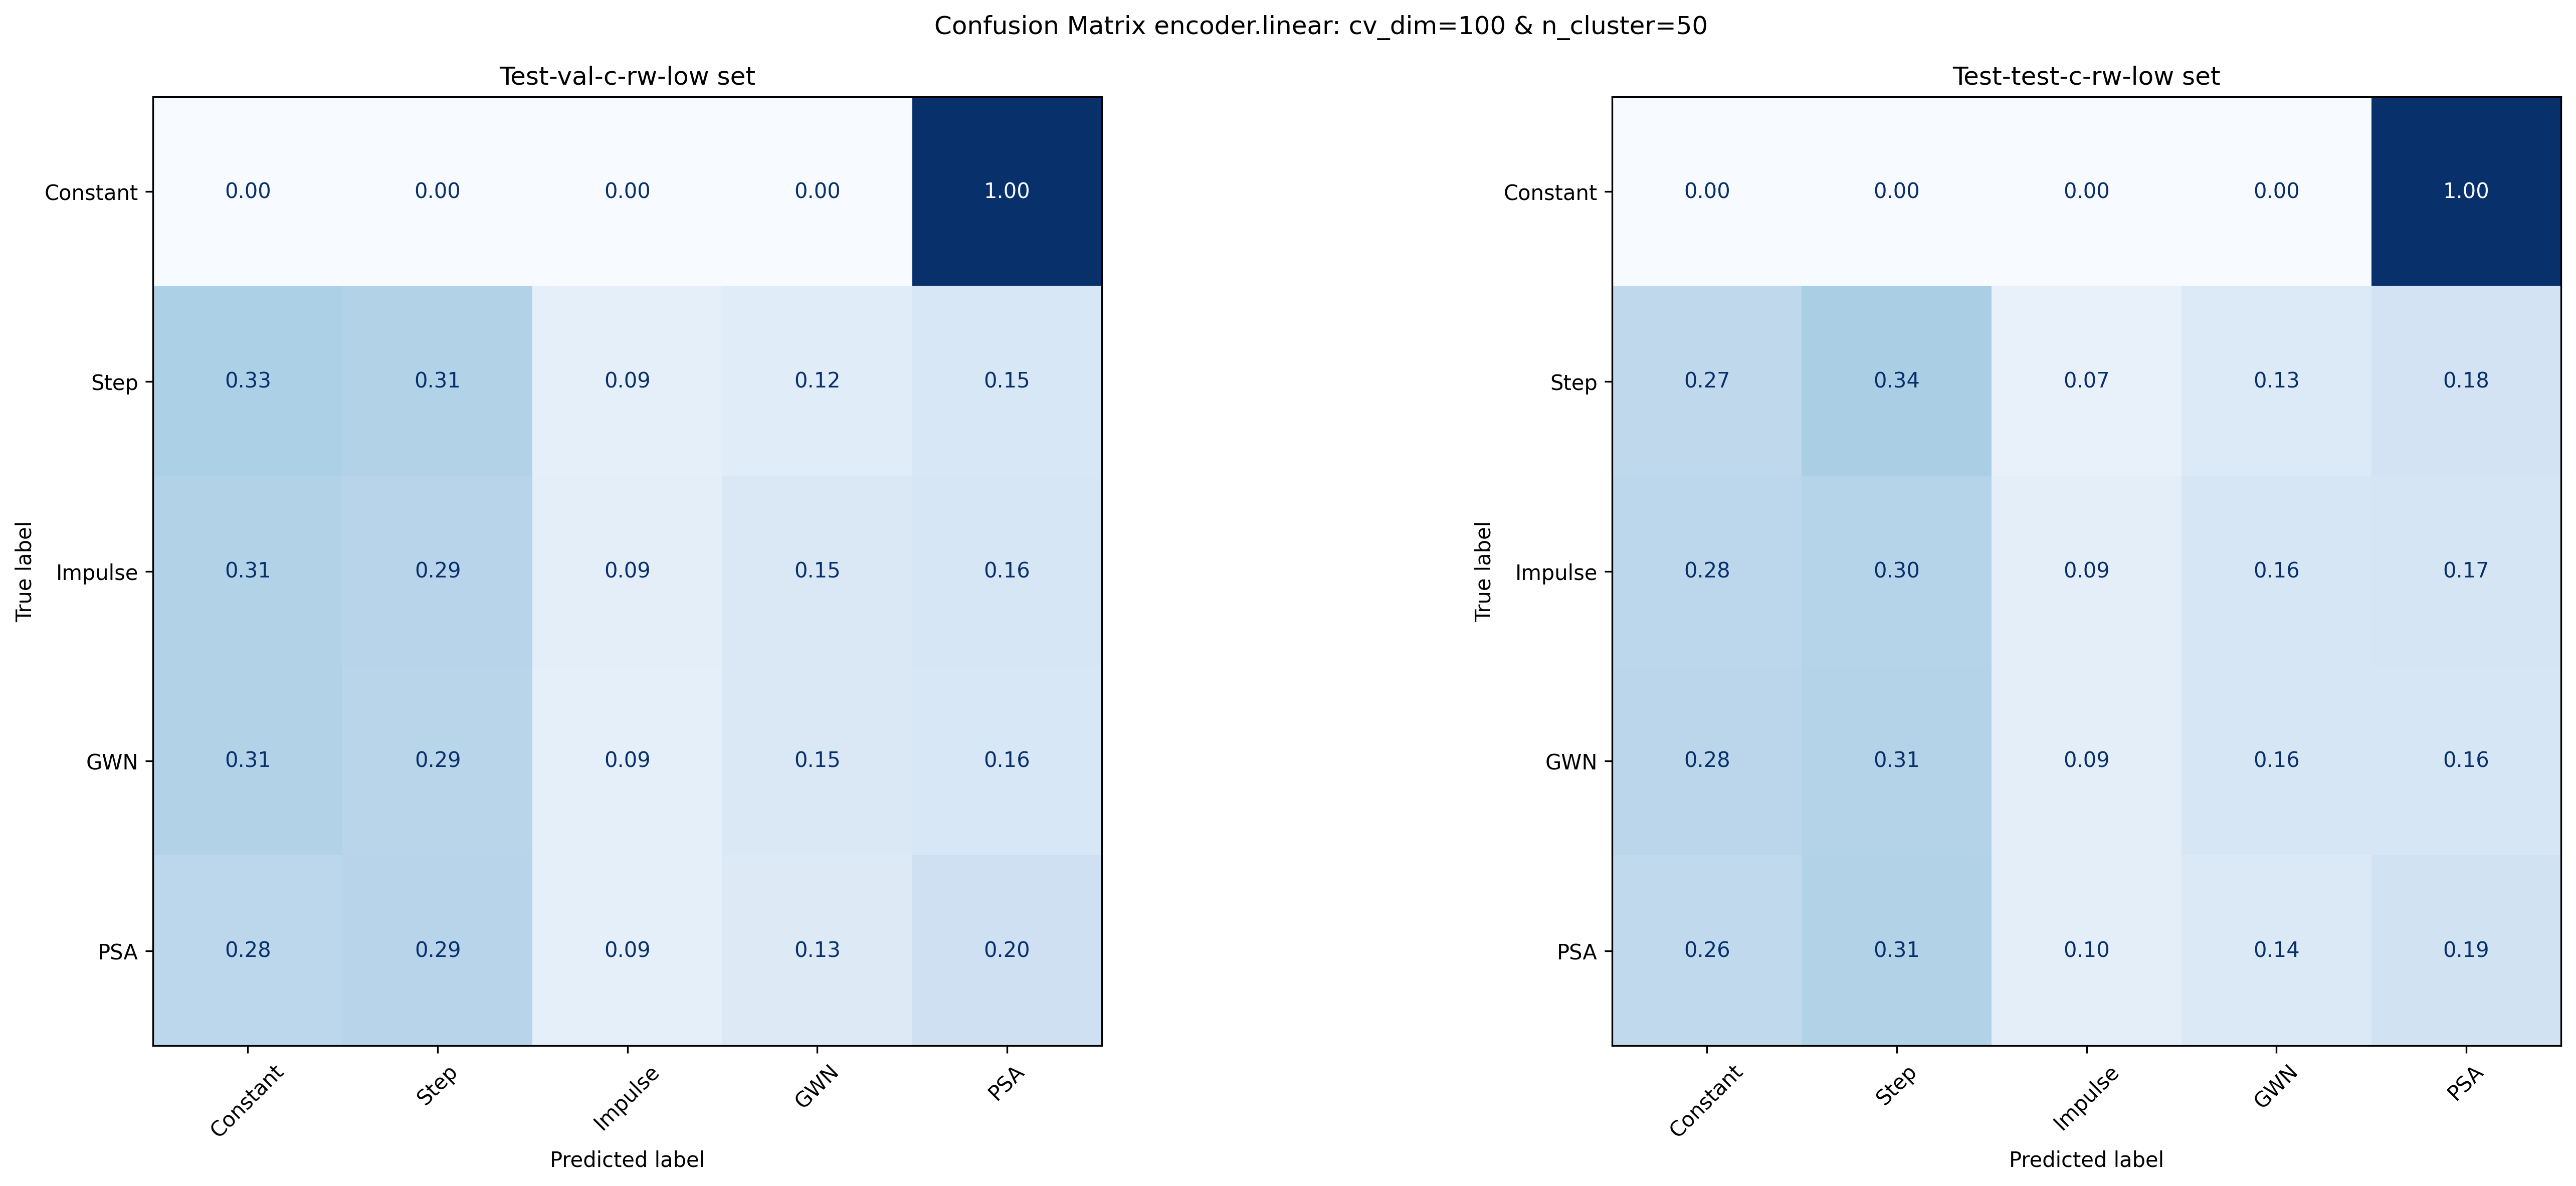 Confusion Matrix encoder.linear: cv_dim=100 & n_cluster=50
Test-val-c-rw-low set
True label
Constant 0.00 0.00 0.00 0.00 1.00
Step 0.33 0.31 0.09 0.12 0.15
Impulse 0.31 0.29 0.09 0.15 0.16
GWN 0.31 0.29 0.09 0.15 0.16
PSA 0.28 0.29 0.09 0.13 0.20
Constant Step Impulse GWN PSA
Predicted label
Test-test-c-rw-low set
True label
Constant 0.00 0.00 0.00 0.00 1.00
Step 0.27 0.34 0.07 0.13 0.18
Impulse 0.28 0.30 0.09 0.16 0.17
GWN 0.28 0.31 0.09 0.16 0.16
PSA 0.26 0.31 0.10 0.14 0.19
Constant Step Impulse GWN PSA
Predicted label